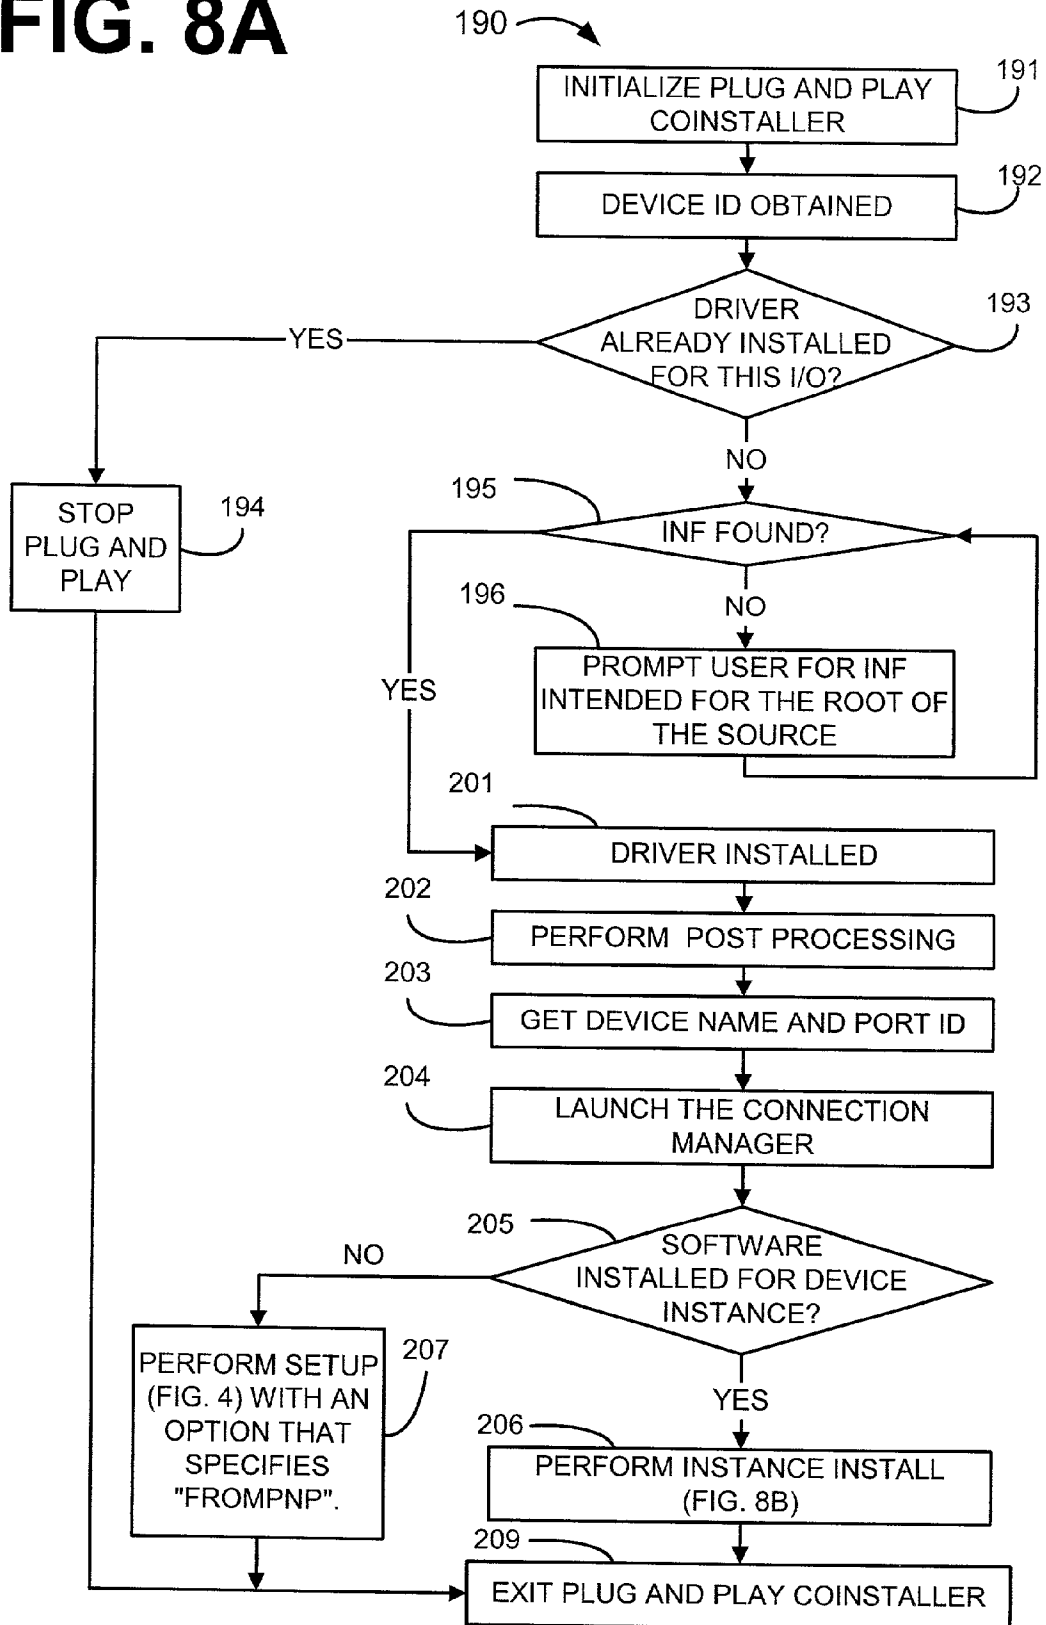 FIG. 8A
190
INITIALIZE PLUG AND PLAY
COINSTALLER
191
DEVICE ID OBTAINED
192
DRIVER
ALREADY INSTALLED
FOR THIS I/O?
193
YES
NO
STOP
PLUG AND
PLAY
194
195
INF FOUND?
196
NO
YES
PROMPT USER FOR INF
INTENDED FOR THE ROOT OF
THE SOURCE
201
DRIVER INSTALLED
202
PERFORM POST PROCESSING
203
GET DEVICE NAME AND PORT ID
204
LAUNCH THE CONNECTION
MANAGER
205
SOFTWARE
INSTALLED FOR DEVICE
INSTANCE?
NO
PERFORM SETUP
(FIG. 4) WITH AN
OPTION THAT
SPECIFIES
"FROMPNP".
207
YES
206
PERFORM INSTANCE INSTALL
(FIG. 8B)
209
EXIT PLUG AND PLAY COINSTALLER